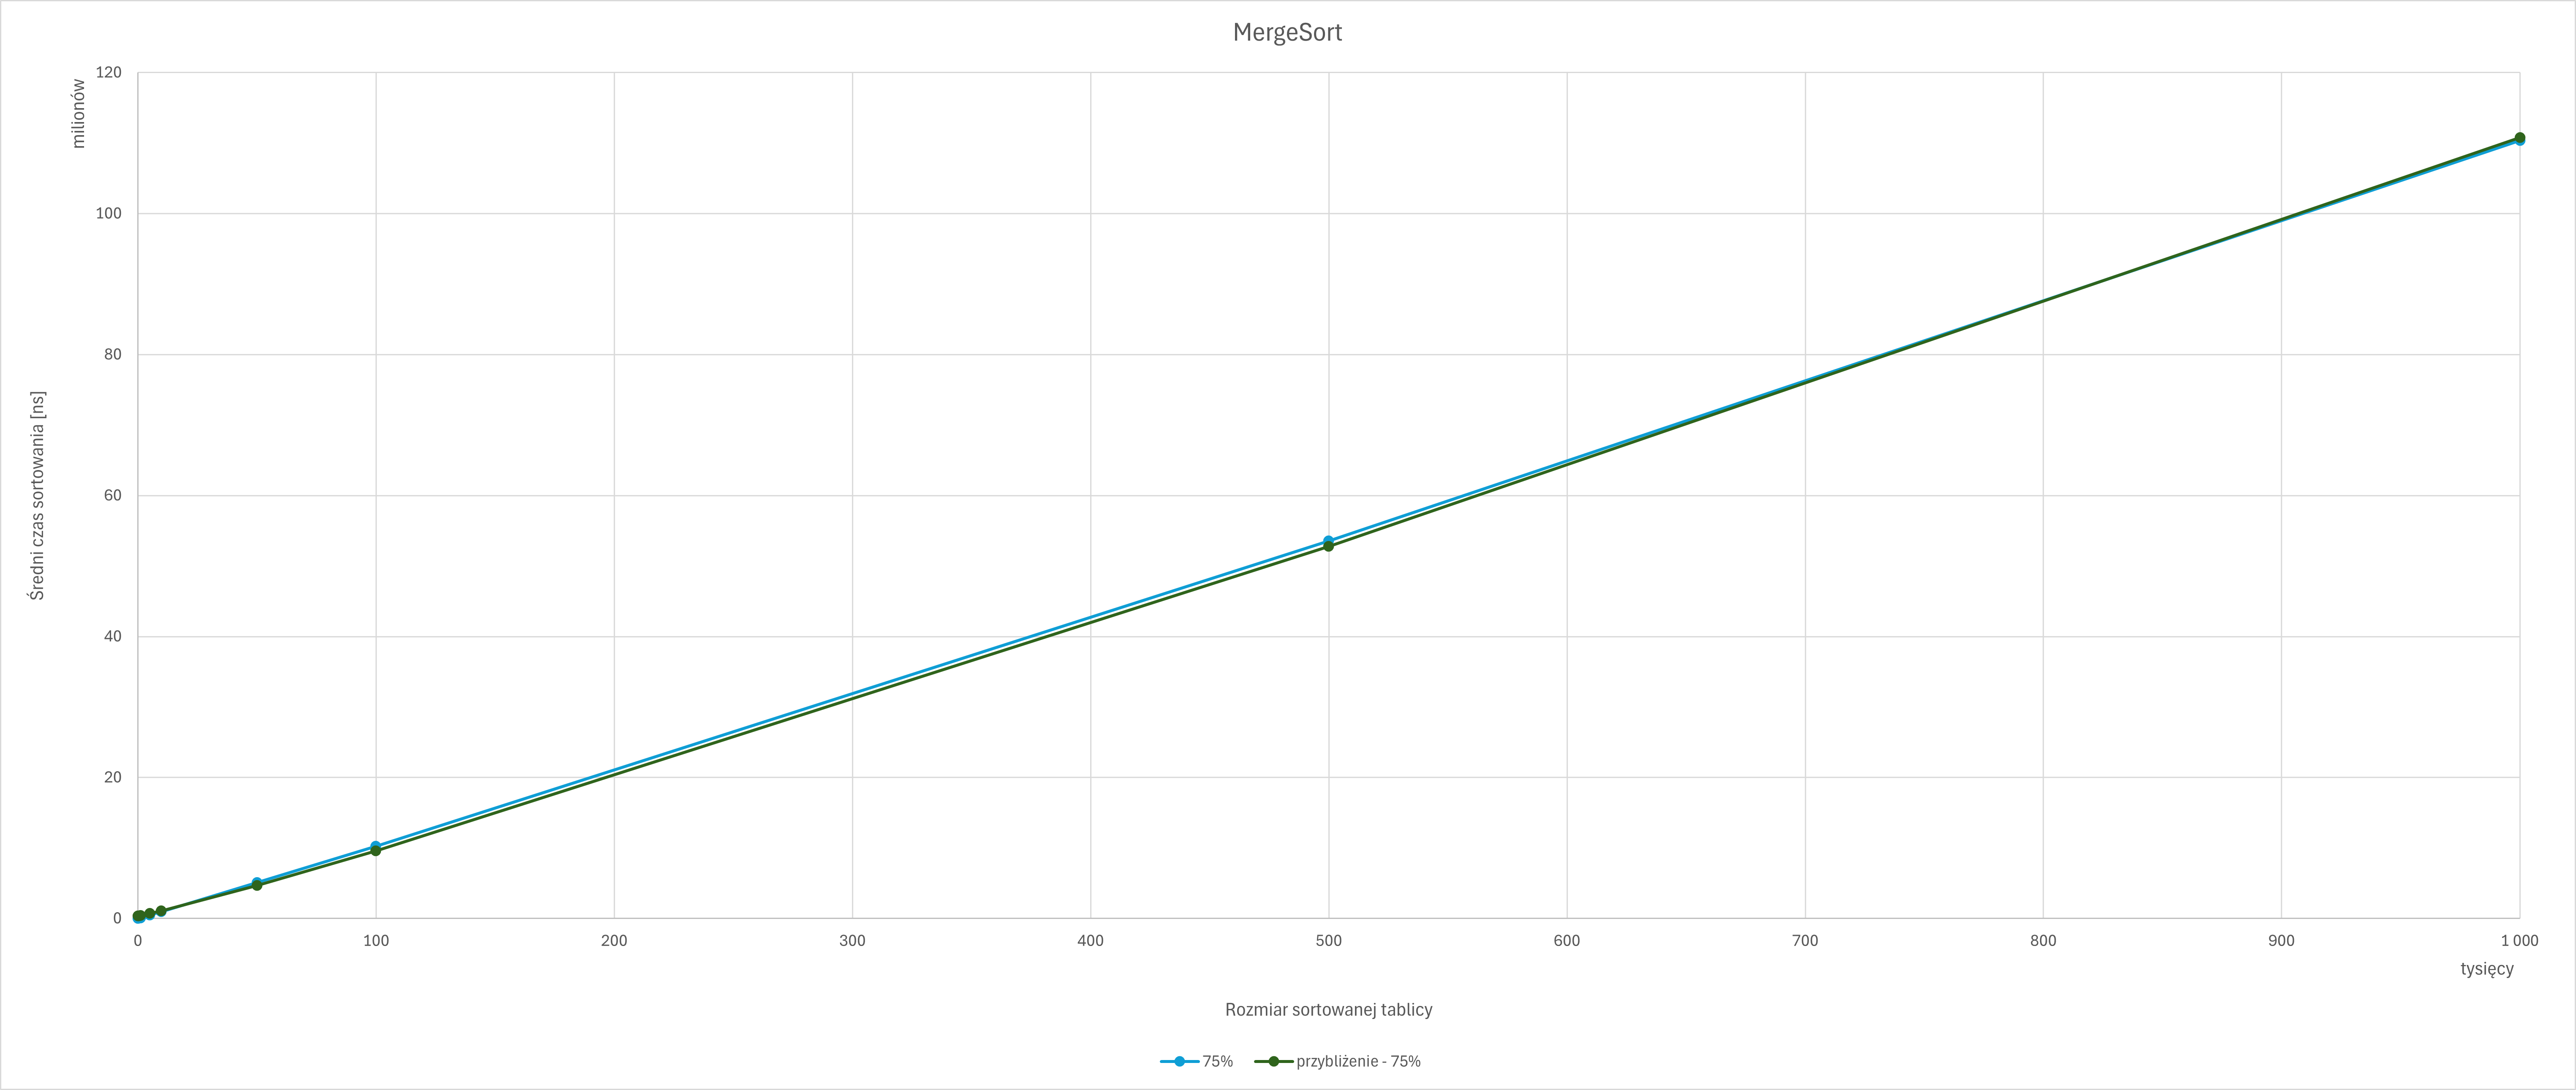 MergeSort
milionów
Średni czas sortowania [ns]
120
100
80
60
40
20
0
0 100 200 300 400 500 600 700 800 900 1 000
tysięcy
Rozmiar sortowanej tablicy
75% przybliżenie - 75%